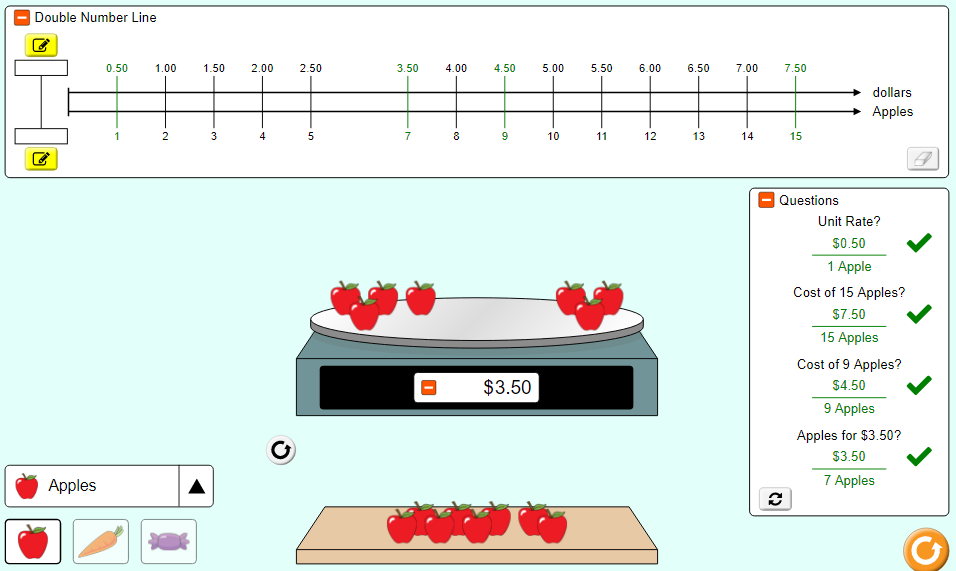 Double Number Line
0.50 1.00 1.50 2.00 2.50 3.50 4.00 4.50 5.00 5.50 6.00 6.50 7.00 7.50
dollars
Apples
1 2 3 4 5 7 8 9 10 11 12 13 14 15
Questions
Unit Rate?
$0.50
1 Apple
Cost of 15 Apples?
$7.50
15 Apples
Cost of 9 Apples?
$4.50
9 Apples
Apples for $3.50?
$3.50
7 Apples
$3.50
Apples